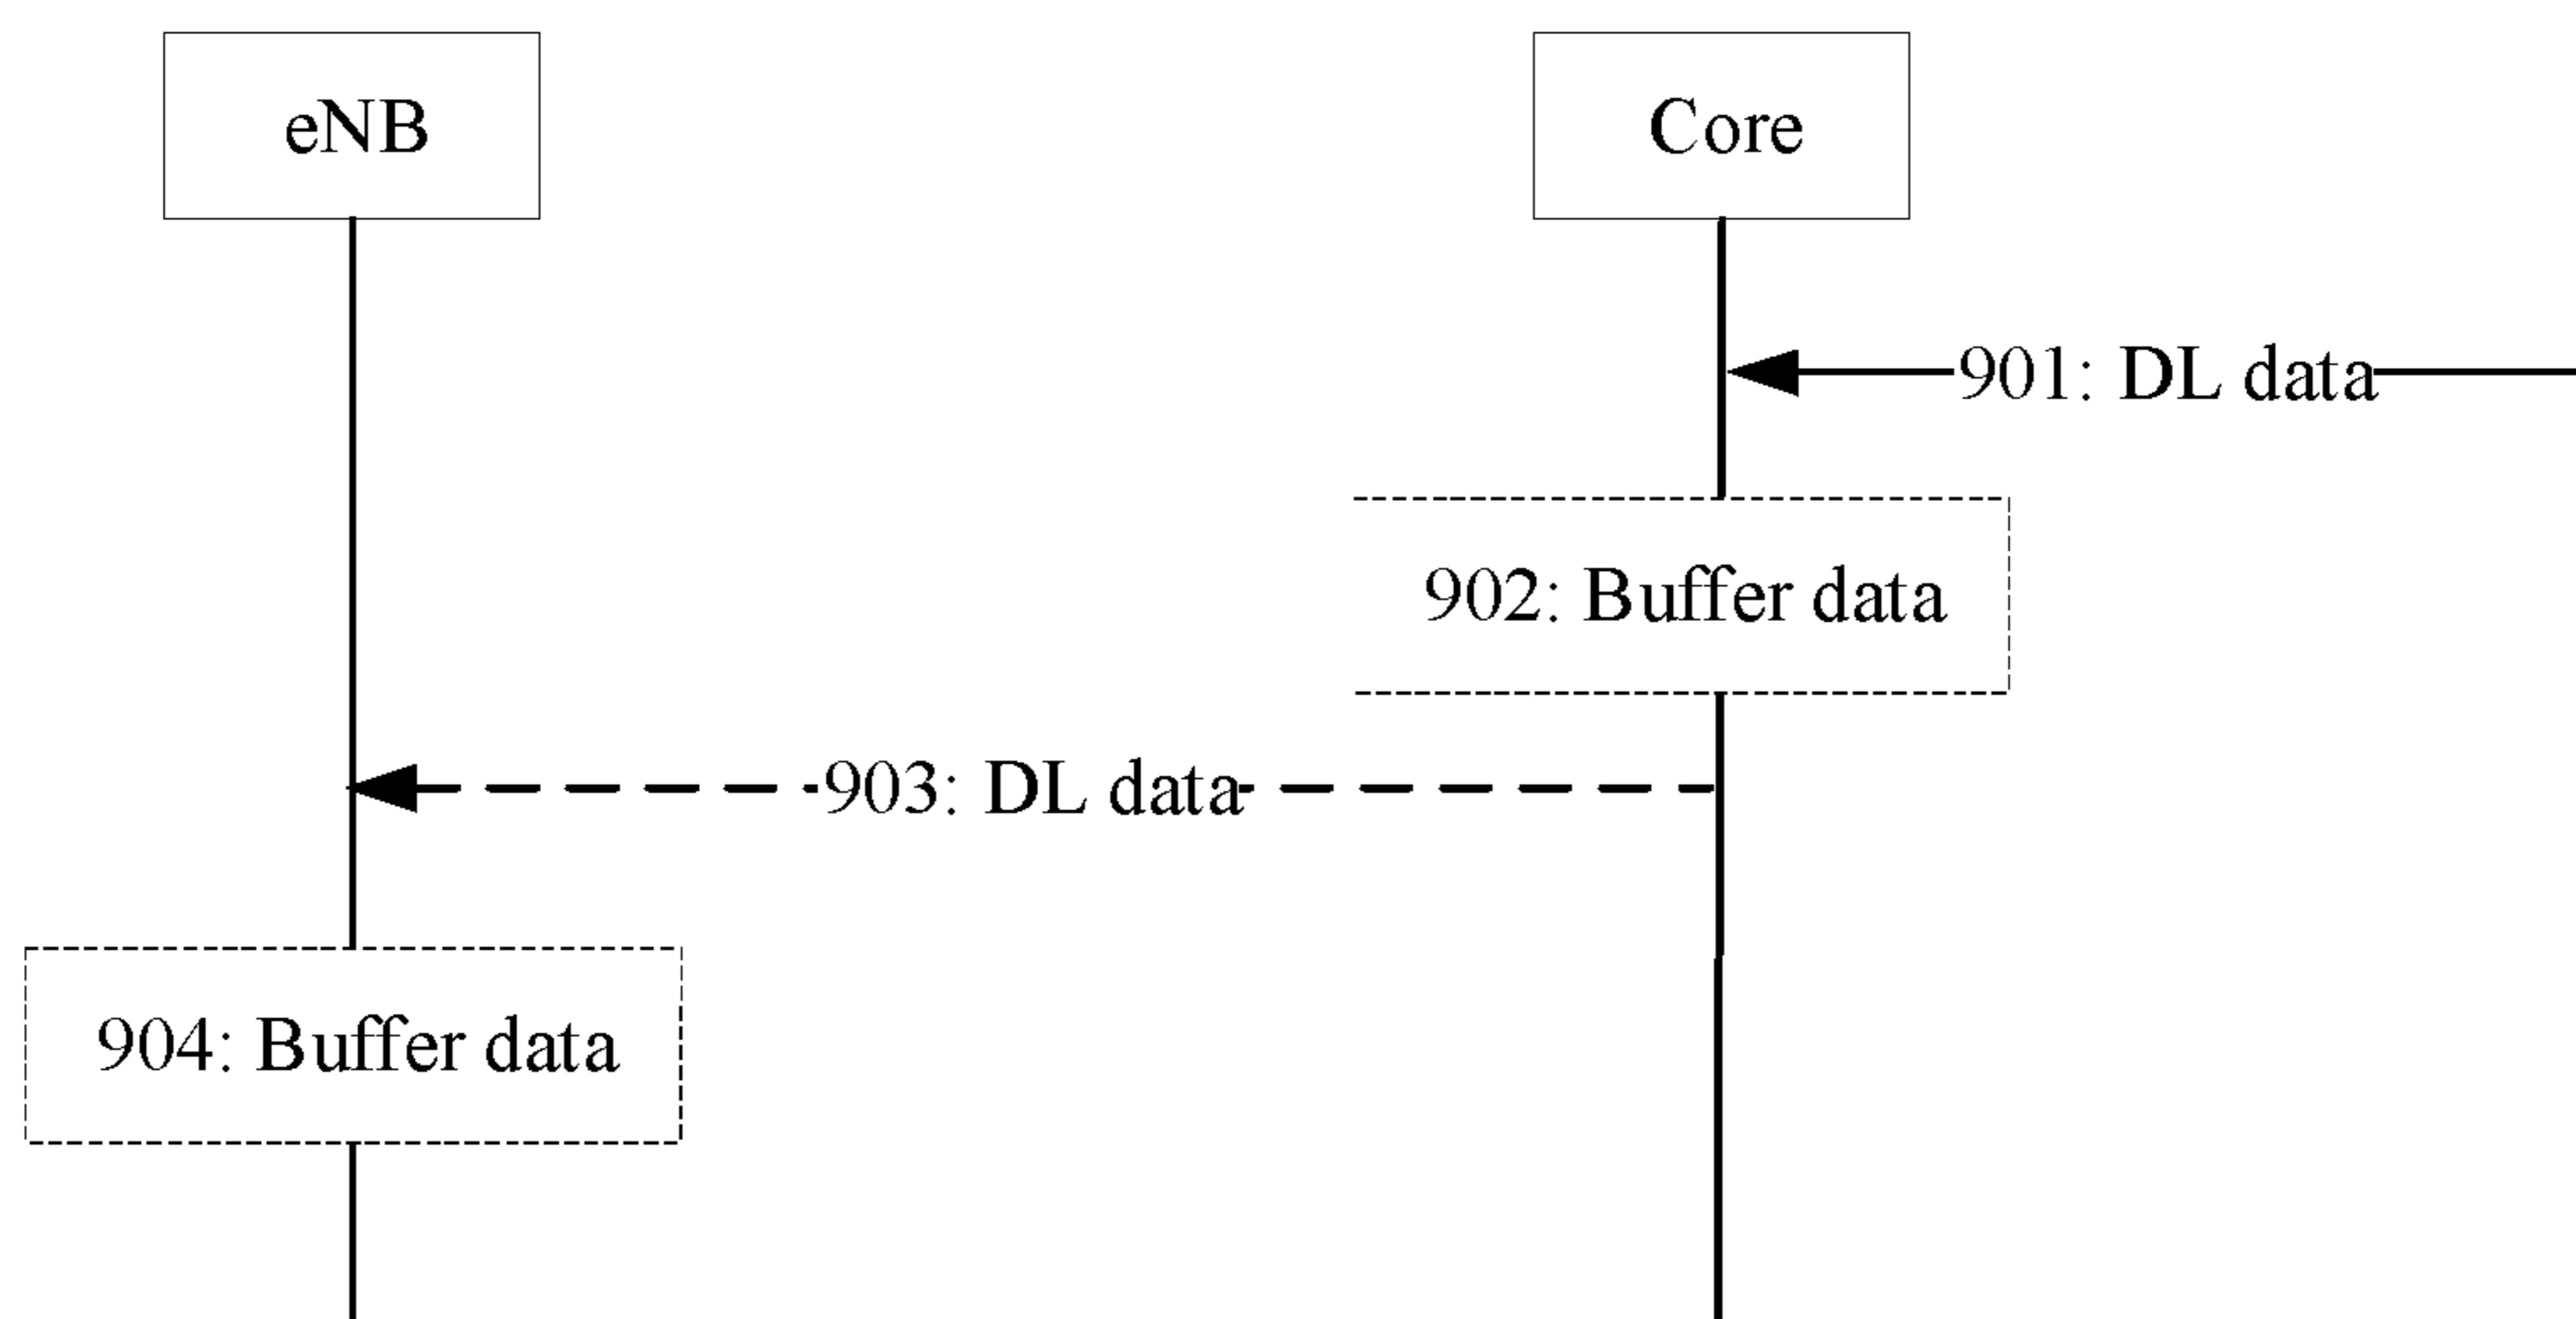 eNB
Core
901: DL data
902: Buffer data
903: DL data
904: Buffer data